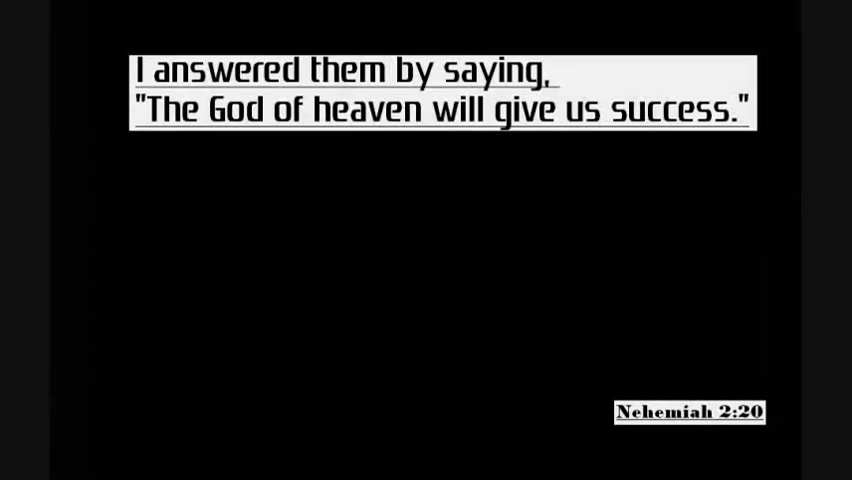 I answered them by saying,
"The God of heaven will give us success."
Nehemiah 2:20